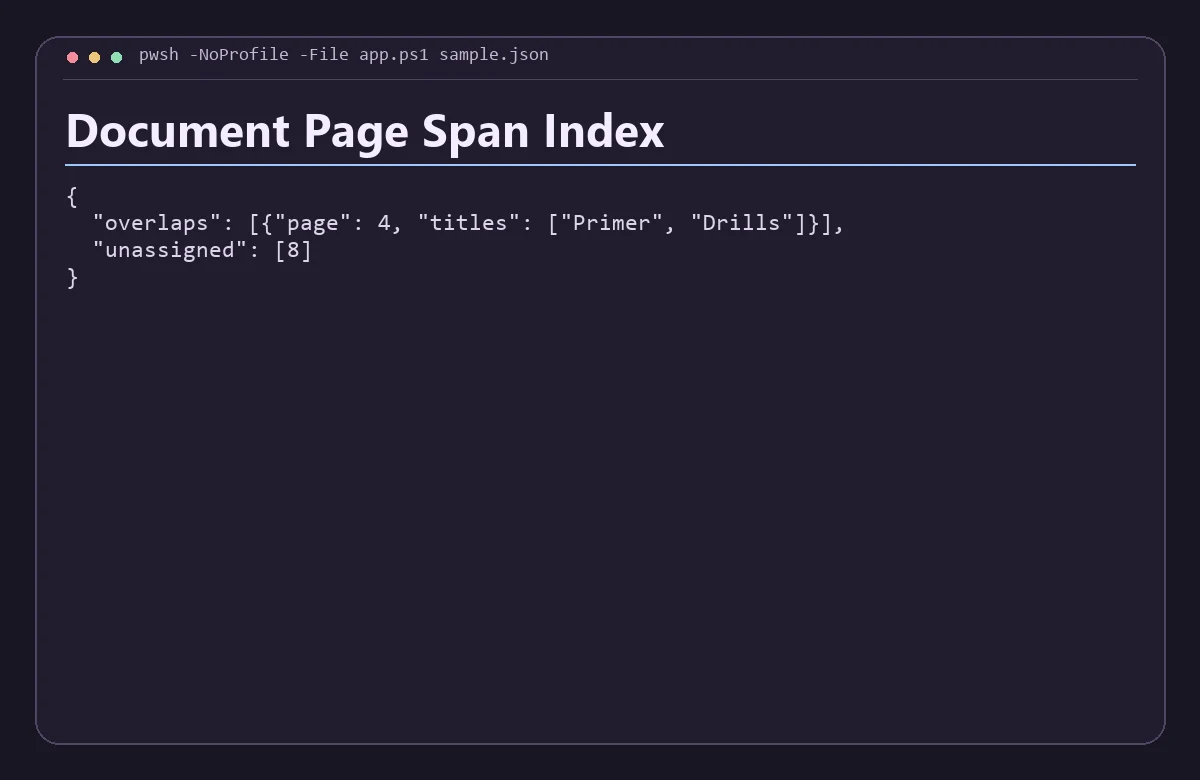 pwsh -NoProfile -File app.ps1 sample.json
Document Page Span Index
{
  "overlaps": [{"page": 4, "titles": ["Primer", "Drills"]}],
  "unassigned": [8]
}